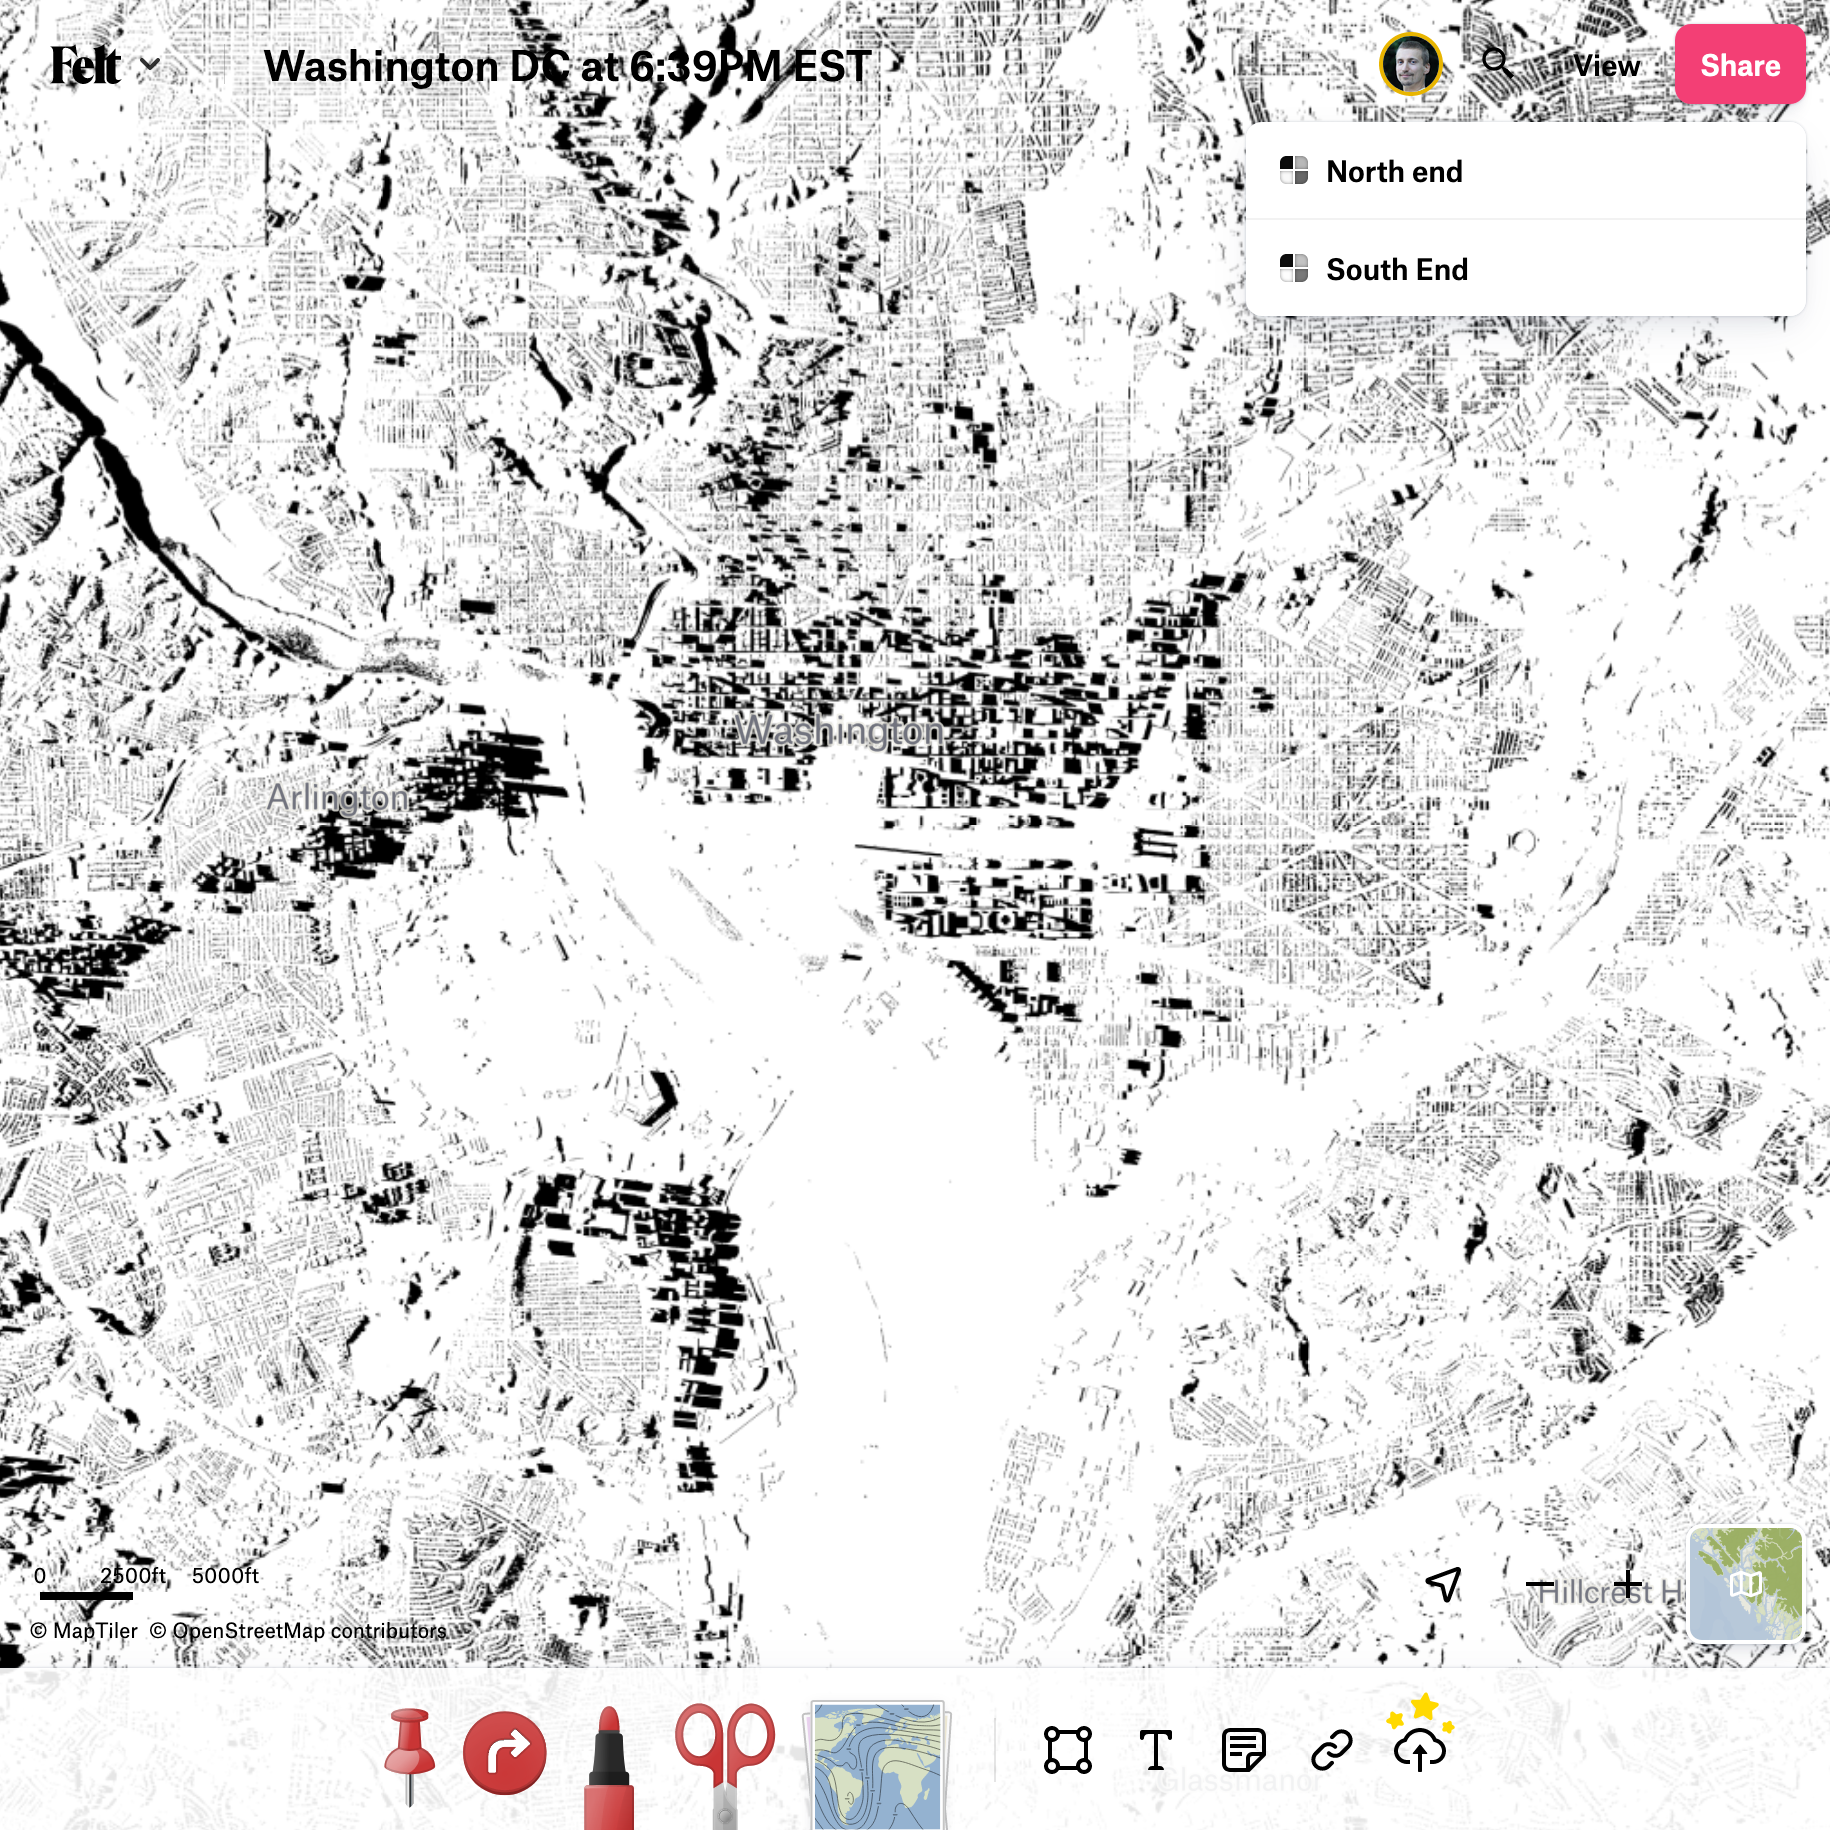 Felt
Washington DC at 6:39PM EST
View
Share
North end
South End
Washington
Arlington
0 2500ft 5000ft
Hillcrest H
© MapTiler © OpenStreetMap contributors
T
Glassmanor